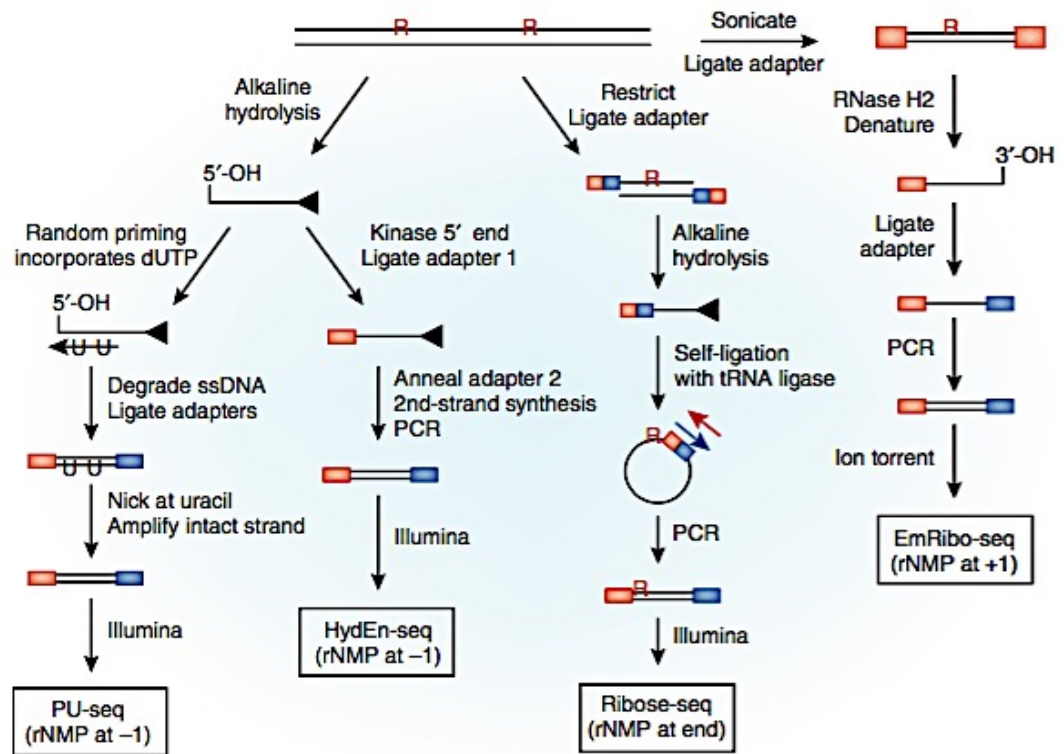 R
R
Sonicate
Ligate adapter
R
Alkaline
hydrolysis
Restrict
Ligate adapter
RNase H2
Denature
5′-OH
R
3′-OH
Random priming
incorporates dUTP
Kinase 5′ end
Ligate adapter 1
Alkaline
hydrolysis
Ligate
adapter
5′-OH
U U
Degrade ssDNA
Ligate adapters
Anneal adapter 2
2nd-strand synthesis
PCR
Self-ligation
with tRNA ligase
PCR
U U
R
Nick at uracil
Amplify intact strand
Illumina
PCR
Ion torrent
R
EmRibo-seq
(rNMP at +1)
Illumina
HydEn-seq
(rNMP at –1)
Illumina
PU-seq
(rNMP at –1)
Ribose-seq
(rNMP at end)